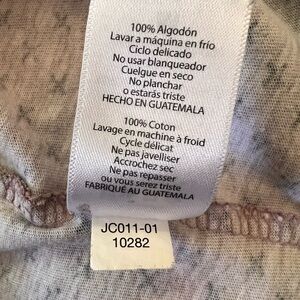 100% Algodón
Lavar a máquina en frío
Ciclo delicado
No usar blanqueador
Cuelgue en seco
No planchar
o estarás triste
HECHO EN GUATEMALA
100% Coton
Lavage en machine à froid
Cycle délicat
Ne pas javelliser
Accrochez sec
Ne pas repasser
ou vous serez triste
FABRIQUÉ AU GUATEMALA
JC011-01
10282